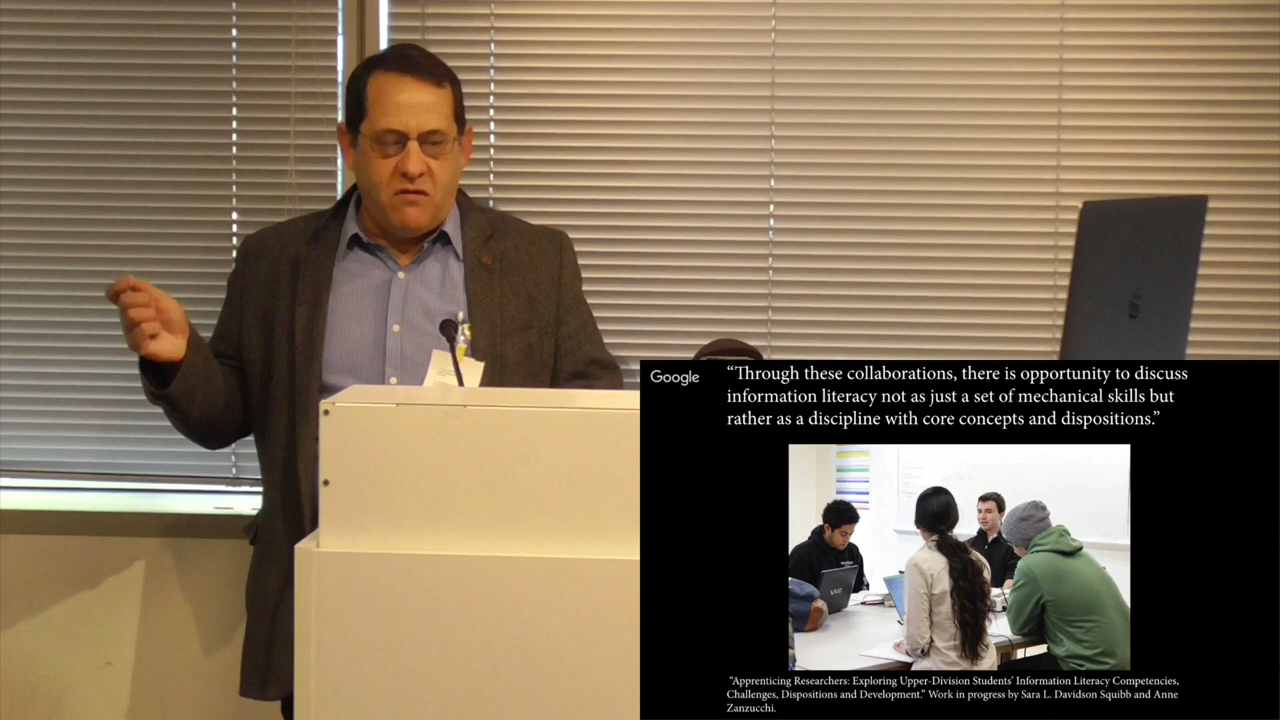 Google
“Through these collaborations, there is opportunity to discuss
information literacy not as just a set of mechanical skills but
rather as a discipline with core concepts and dispositions.”
“Apprenticing Researchers: Exploring Upper-Division Students’ Information Literacy Competencies,
Challenges, Dispositions and Development.” Work in progress by Sara L. Davidson Squibb and Anne
Zanzucchi.